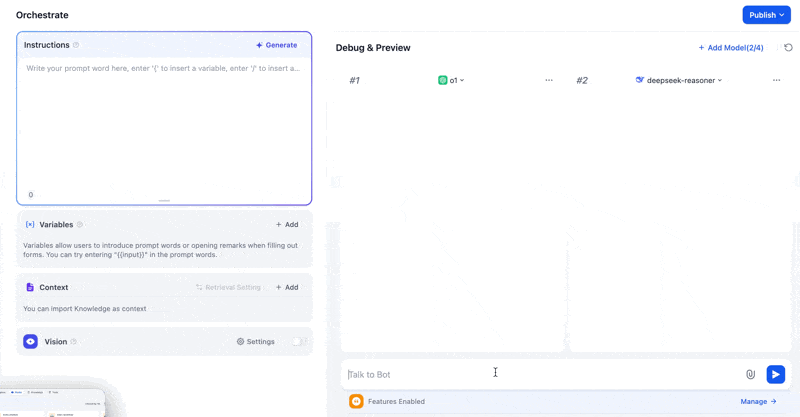 Orchestrate
Publish
Instructions
Generate
Write your prompt word here, enter '{' to insert a variable, enter '/' to insert a...
0
Variables
+ Add
Variables allow users to introduce prompt words or opening remarks when filling out
forms. You can try entering "{{input}}" in the prompt words.
Context
Retrieval Setting
+ Add
You can import Knowledge as context
Vision
Settings
Debug & Preview
+ Add Model(2/4)
#1
o1
...
#2
deepseek-reasoner
...
Talk to Bot
Features Enabled
Manage →